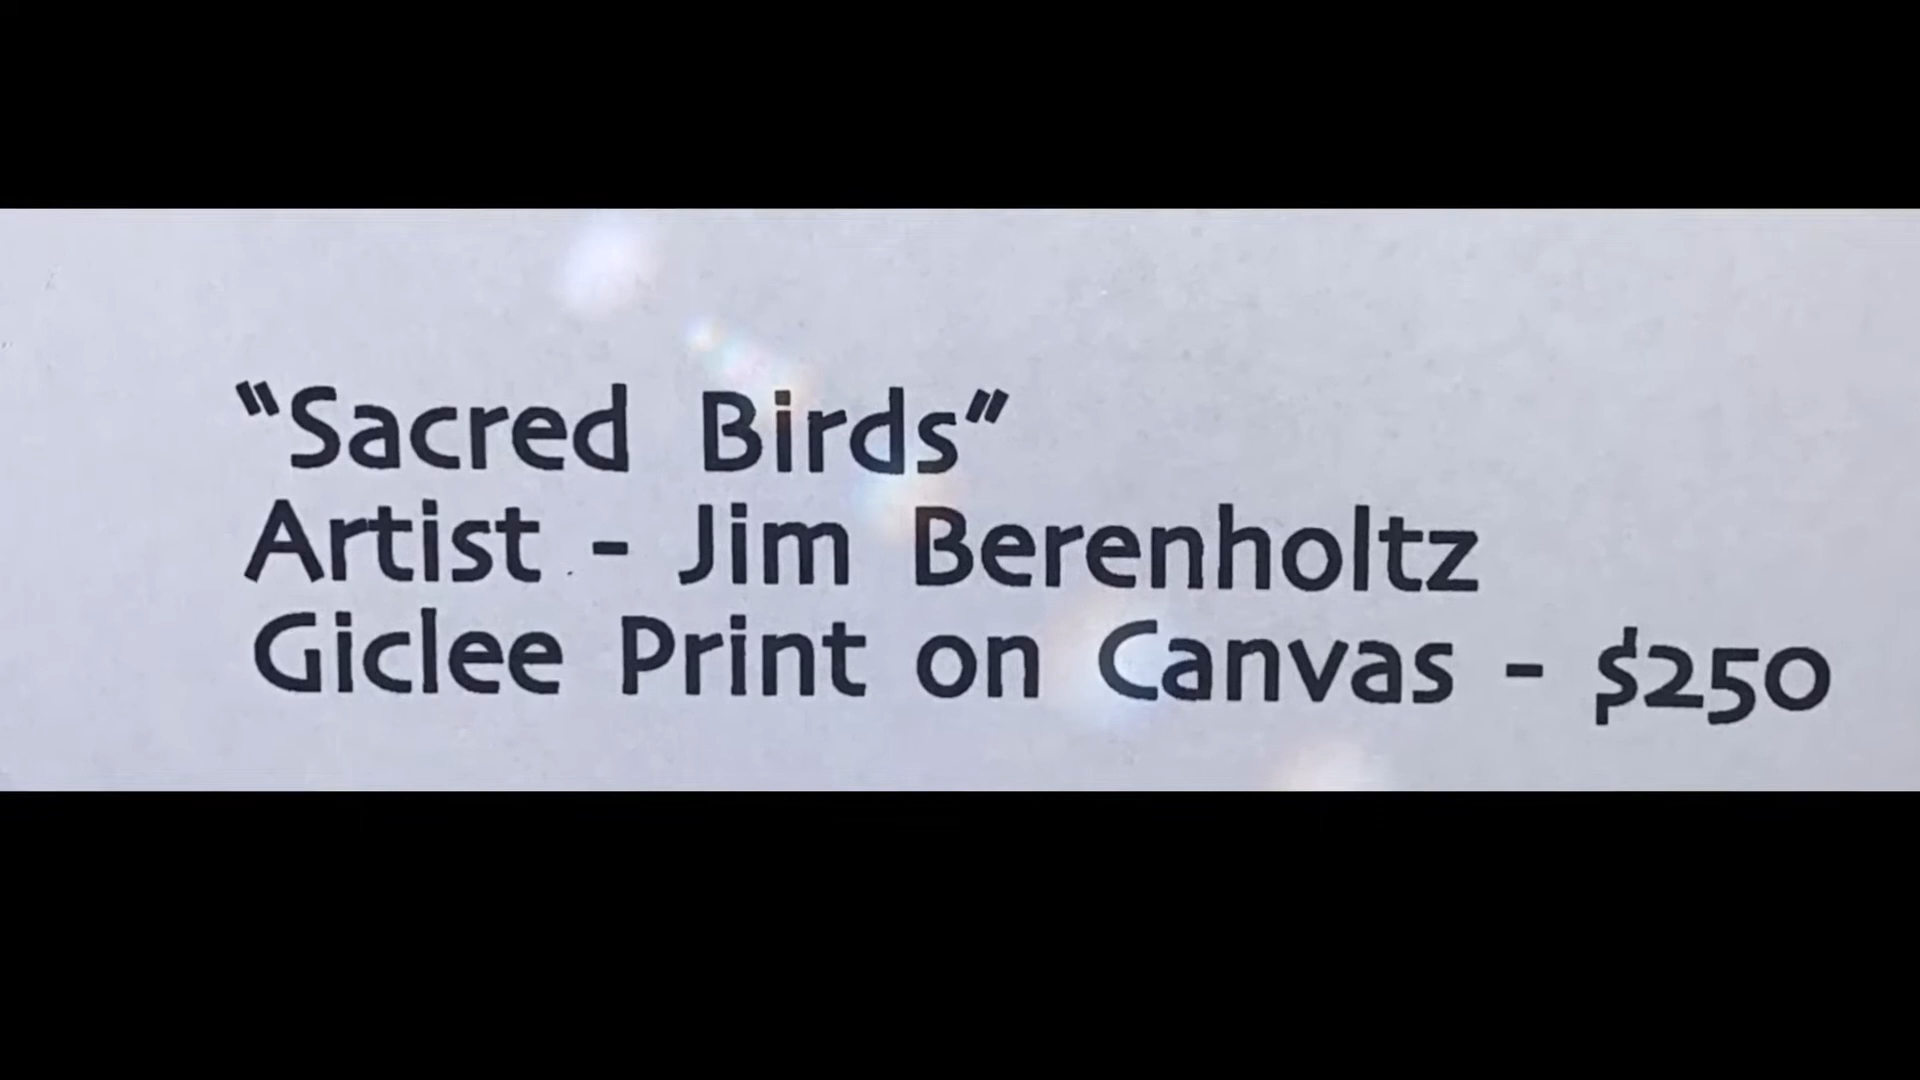 "Sacred Birds"
Artist - Jim Berenholtz
Giclee Print on Canvas - $250